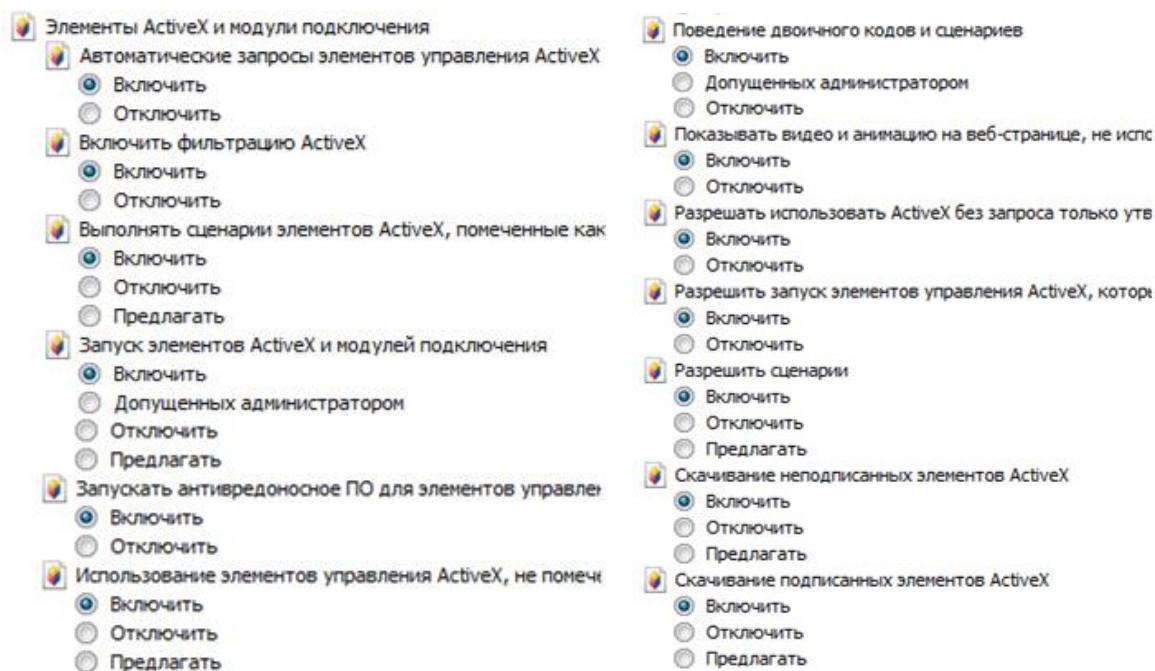 Элементы ActiveX и модули подключения
Автоматические запросы элементов управления ActiveX
Включить
Отключить
Включить фильтрацию ActiveX
Включить
Отключить
Выполнять сценарии элементов ActiveX, помеченные как
Включить
Отключить
Предлагать
Запуск элементов ActiveX и модулей подключения
Включить
Допущенных администратором
Отключить
Предлагать
Запускать антивредоносное ПО для элементов управлен
Включить
Отключить
Использование элементов управления ActiveX, не помече
Включить
Отключить
Предлагать
Поведение двоичного кодов и сценариев
Включить
Допущенных администратором
Отключить
Показывать видео и анимацию на веб-странице, не испс
Включить
Отключить
Разрешать использовать ActiveX без запроса только утв
Включить
Отключить
Разрешить запуск элементов управления ActiveX, которы
Включить
Отключить
Разрешить сценарии
Включить
Отключить
Предлагать
Скачивание неподписанных элементов ActiveX
Включить
Отключить
Предлагать
Скачивание подписанных элементов ActiveX
Включить
Отключить
Предлагать